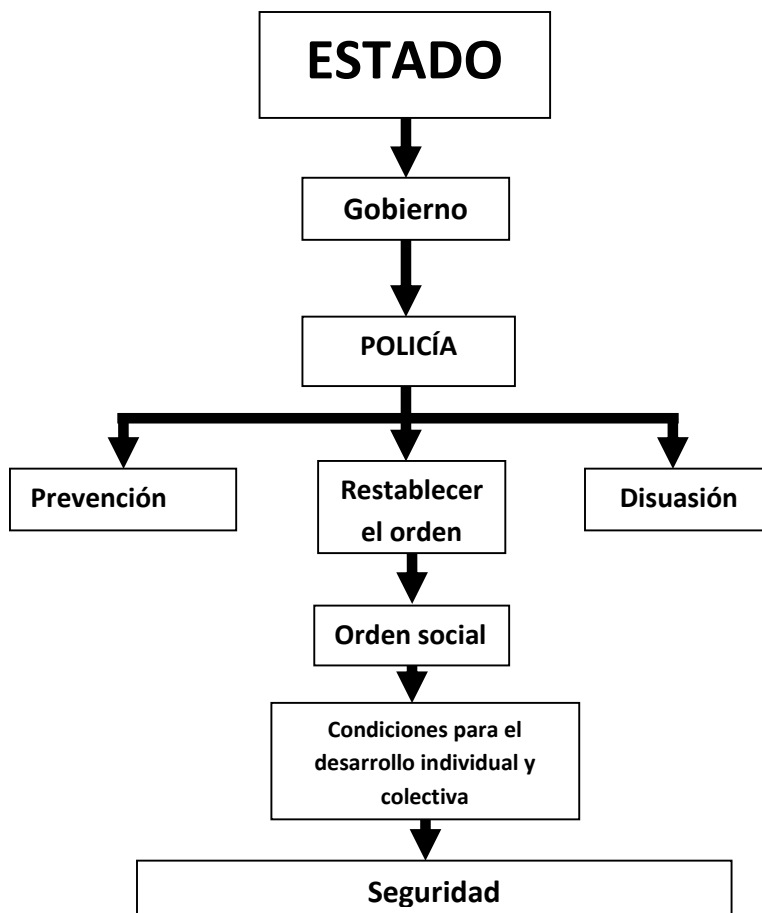 ESTADO
Gobierno
POLICÍA
Prevención
Restablecer
el orden
Disuasión
Orden social
Condiciones para el
desarrollo individual y
colectiva
Seguridad